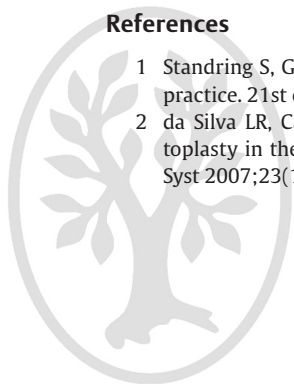 References
1 Standring S, G
practice. 21st
2 da Silva LR, C
toplasty in the
Syst 2007;23(